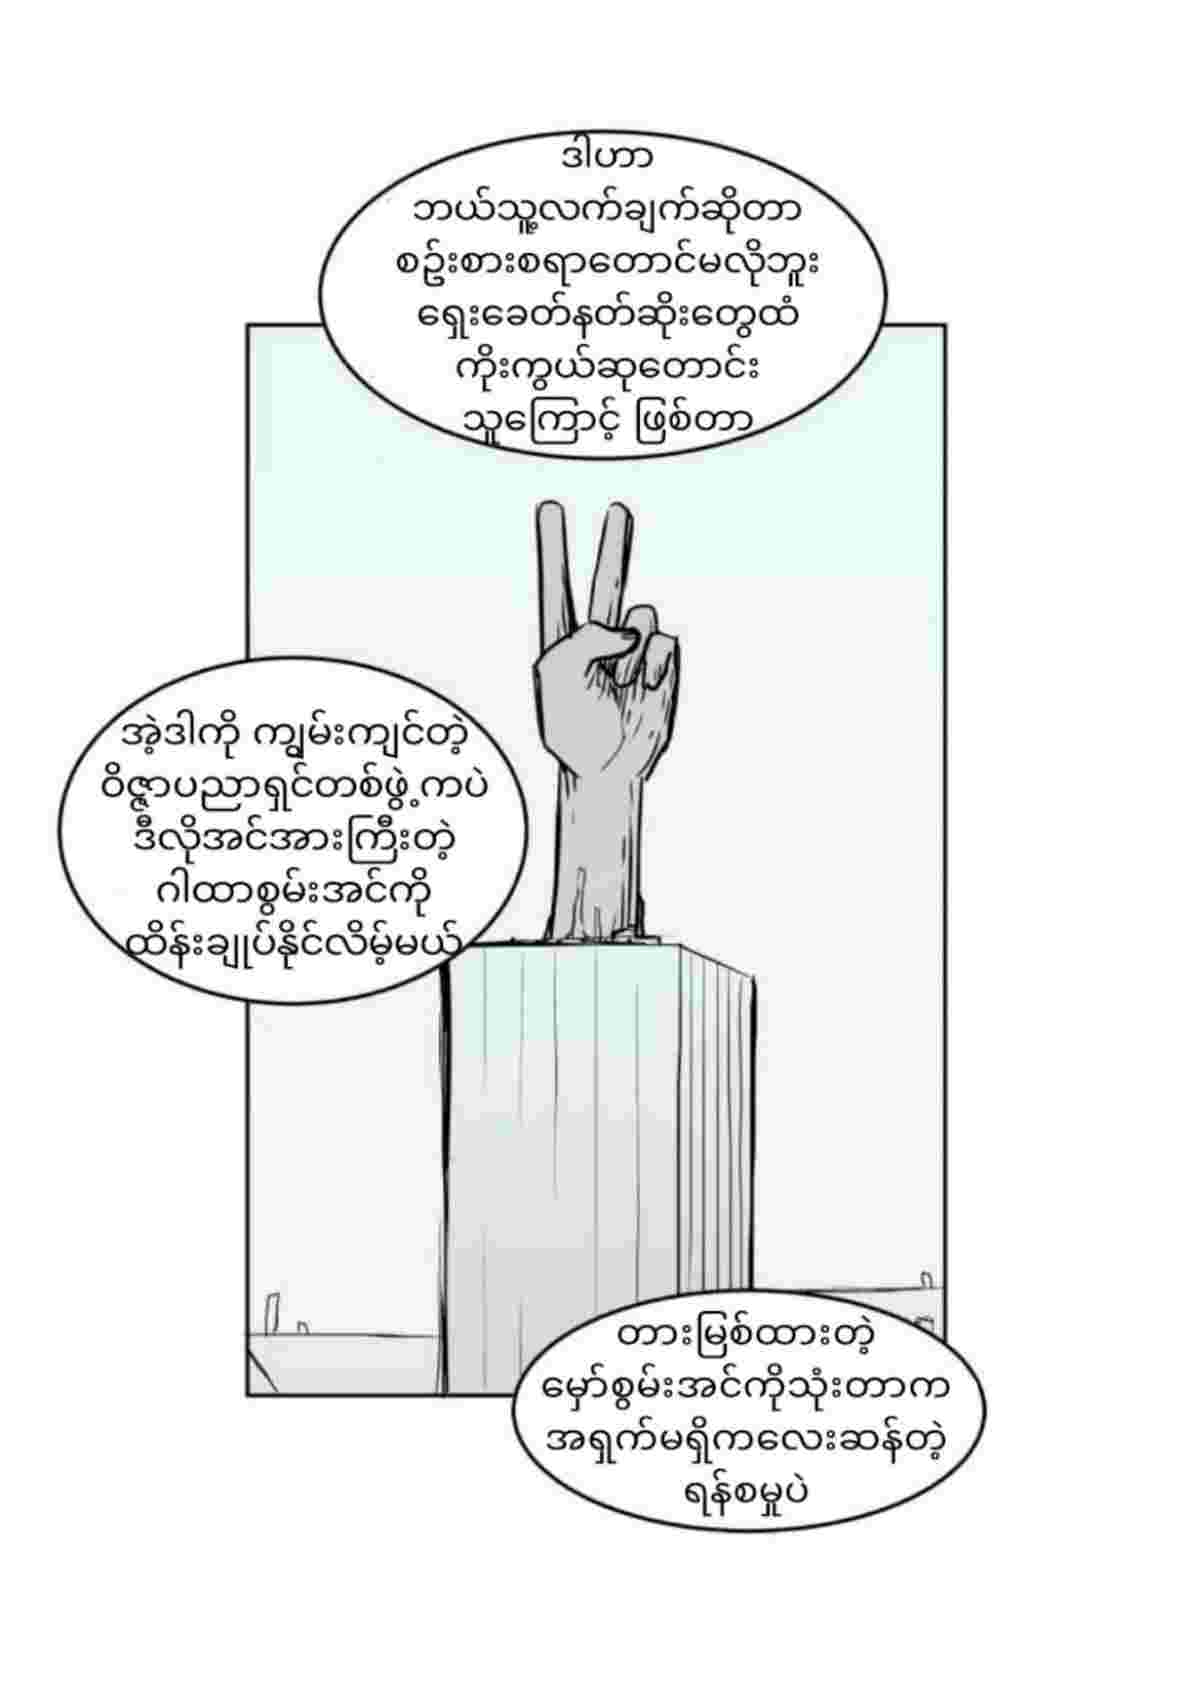 ဒါဟာ
ဘယ်သူ့လက်ချက်ဆိုတာ
စဥ်းစားစရာတောင်မလိုဘူး
ရှေးခေတ်နတ်ဆိုးတွေထံ
ကိုးကွယ်ဆုတောင်း
သူကြောင့် ဖြစ်တာ
အဲ့ဒါကို ကျွမ်းကျင်တဲ့
ဝိဇ္ဇာပညာရှင်တစ်ဖွဲ့ကပဲ
ဒီလိုအင်အားကြီးတဲ့
ဂါထာစွမ်းအင်ကို
ထိန်းချုပ်နိုင်လိမ့်မယ်
တားမြစ်ထားတဲ့
မှော်စွမ်းအင်ကိုသုံးတာက
အရှက်မရှိကလေးဆန်တဲ့
ရန်စမှုပဲ